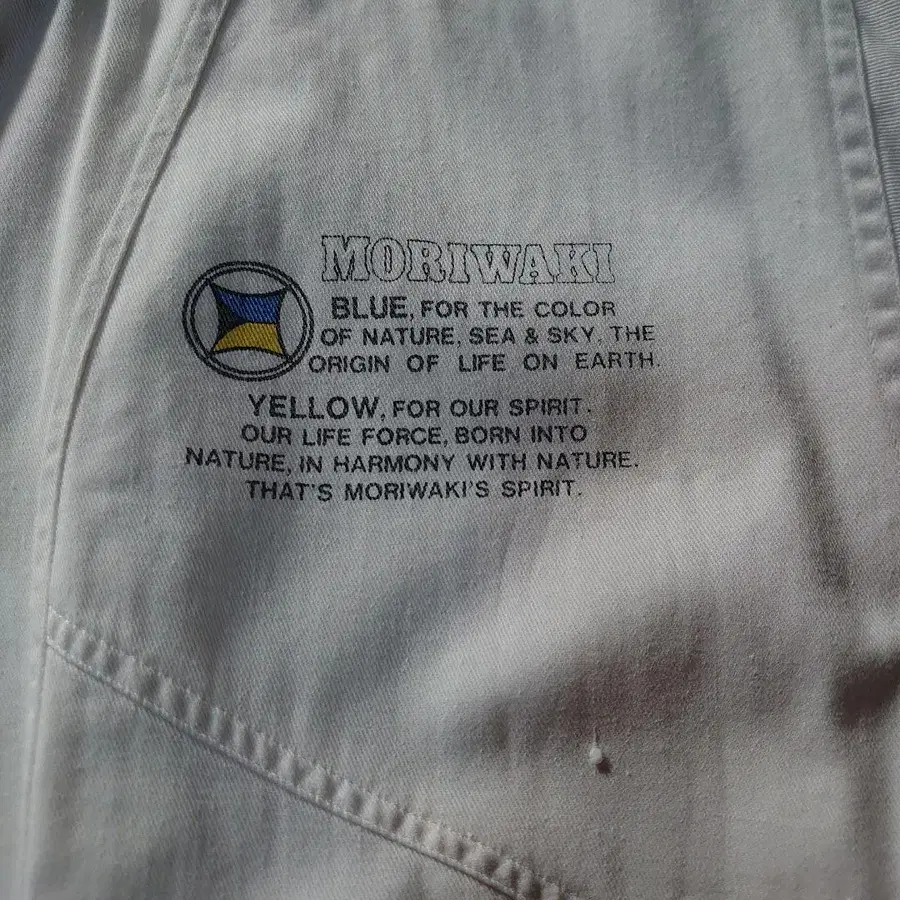 MORIWAKI
BLUE, FOR THE COLOR
OF NATURE, SEA & SKY, THE
ORIGIN OF LIFE ON EARTH.
YELLOW, FOR OUR SPIRIT.
OUR LIFE FORCE, BORN INTO
NATURE, IN HARMONY WITH NATURE.
THAT'S MORIWAKI'S SPIRIT.